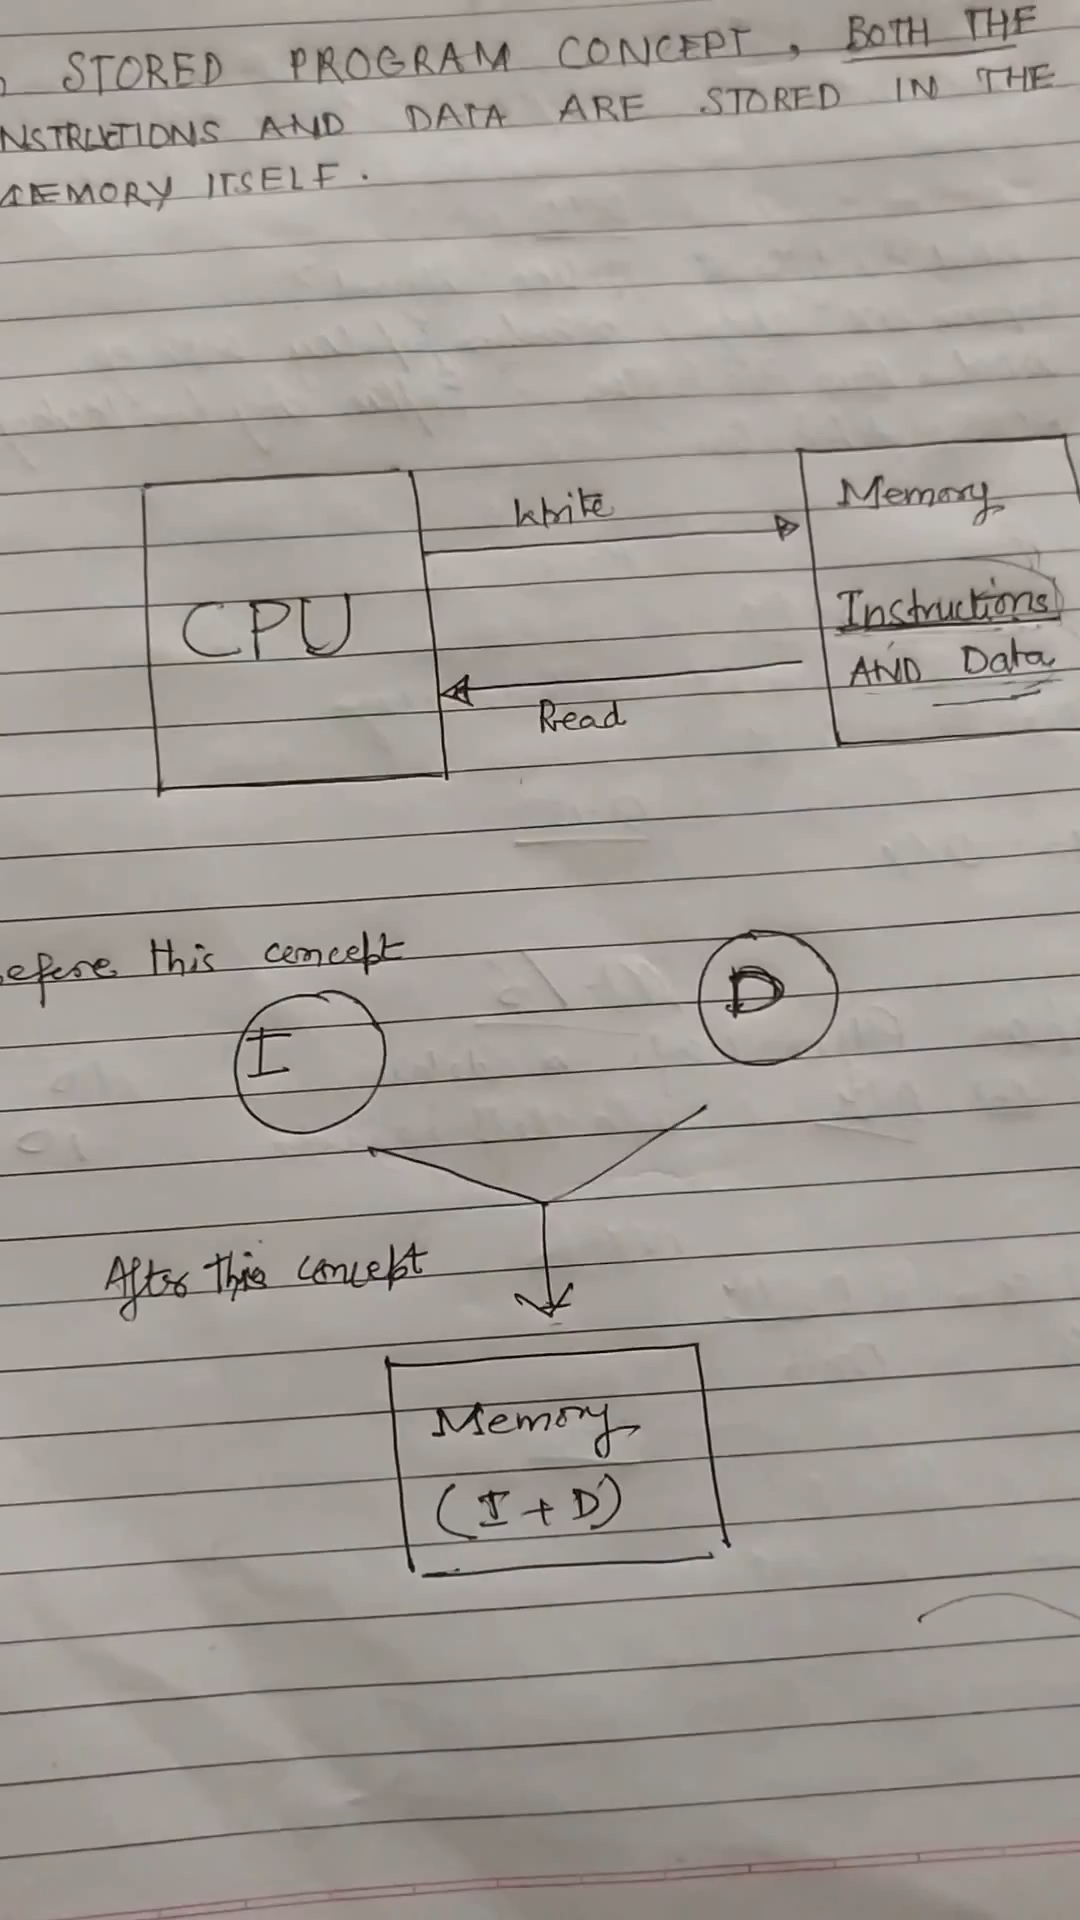 STORED PROGRAM CONCEPT, BOTH THE
NSTRUCTIONS AND DATA ARE STORED IN THE
MEMORY ITSELF.
Write
Memory
CPU
Instructions
AND Data
Read
efore this concept
I
D
After this concept
Memory
(I + D)